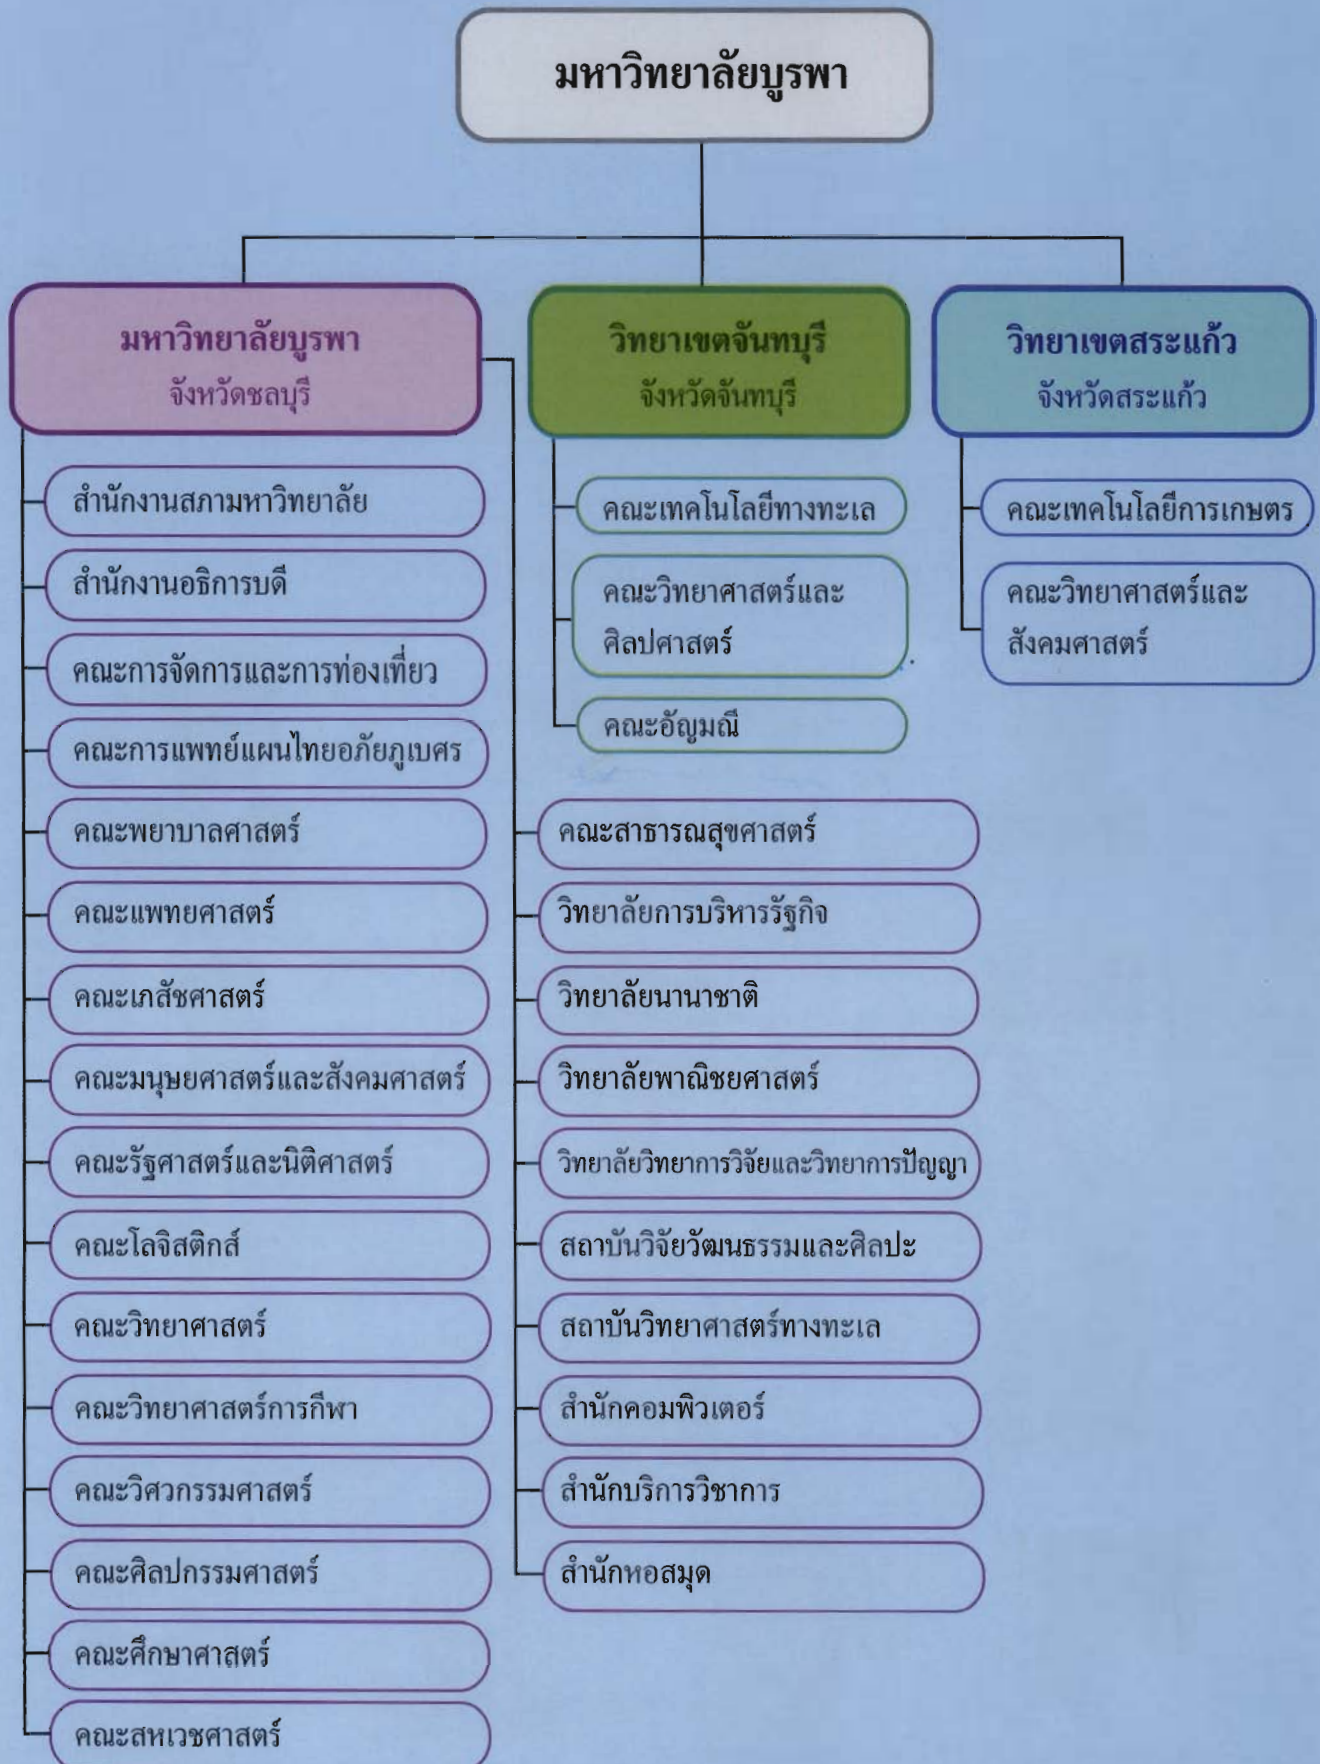 มหาวิทยาลัยบูรพา
มหาวิทยาลัยบูรพา
จังหวัดชลบุรี
วิทยาเขตจันทบุรี
จังหวัดจันทบุรี
วิทยาเขตสระแก้ว
จังหวัดสระแก้ว
สำนักงานสภามหาวิทยาลัย
สำนักงานอธิการบดี
คณะการจัดการและการท่องเที่ยว
คณะการแพทย์แผนไทยอภัยภูเบศร
คณะพยาบาลศาสตร์
คณะแพทยศาสตร์
คณะเภสัชศาสตร์
คณะมนุษยศาสตร์และสังคมศาสตร์
คณะรัฐศาสตร์และนิติศาสตร์
คณะโลจิสติกส์
คณะวิทยาศาสตร์
คณะวิทยาศาสตร์การกีฬา
คณะวิศวกรรมศาสตร์
คณะศิลปกรรมศาสตร์
คณะศึกษาศาสตร์
คณะสหเวชศาสตร์
คณะสาธารณสุขศาสตร์
วิทยาลัยการบริหารรัฐกิจ
วิทยาลัยนานาชาติ
วิทยาลัยพาณิชยศาสตร์
วิทยาลัยวิทยาการวิจัยและวิทยาการปัญญา
สถาบันวิจัยวัฒนธรรมและศิลปะ
สถาบันวิทยาศาสตร์ทางทะเล
สำนักคอมพิวเตอร์
สำนักบริการวิชาการ
สำนักหอสมุด
คณะเทคโนโลยีทางทะเล
คณะวิทยาศาสตร์และ
ศิลปศาสตร์
คณะอัญมณี
คณะเทคโนโลยีการเกษตร
คณะวิทยาศาสตร์และ
สังคมศาสตร์